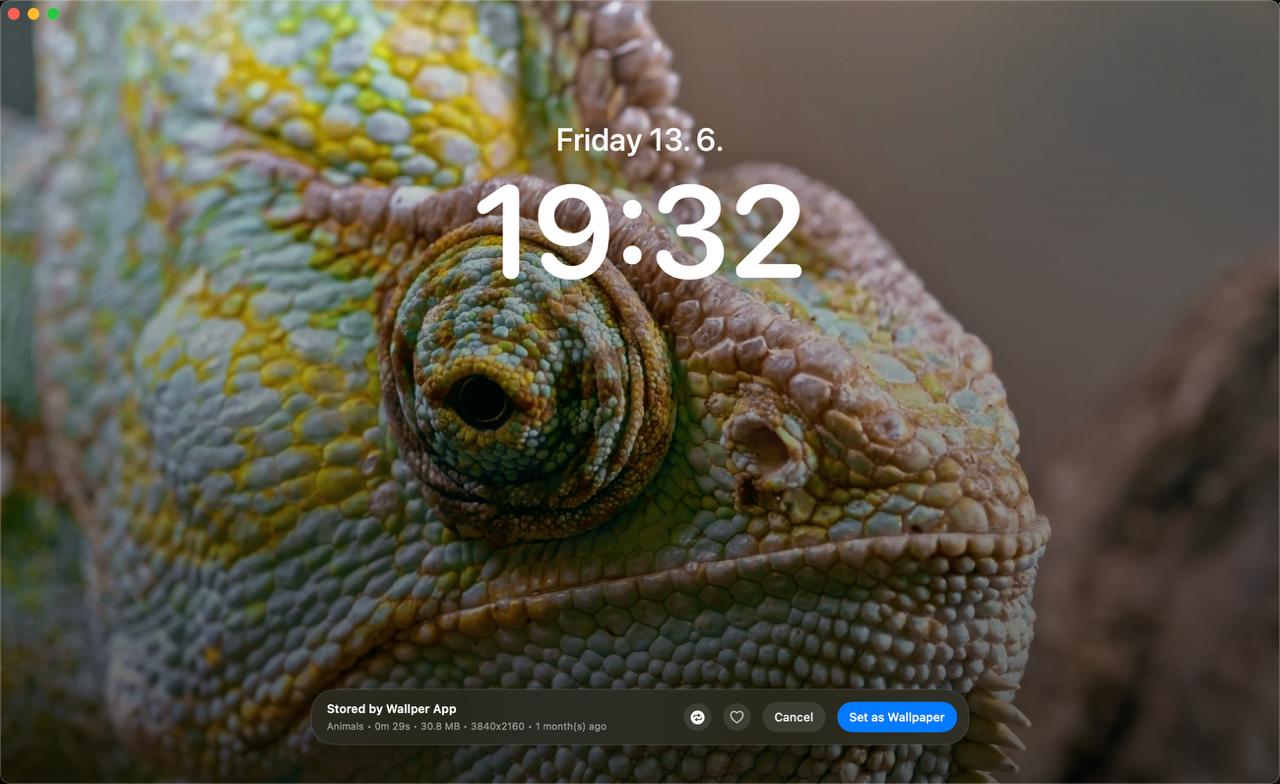 Friday 13. 6.
19:32
Stored by Wallper App
Animals • 0m 29s • 30.8 MB • 3840x2160 • 1 month(s) ago
Cancel
Set as Wallpaper